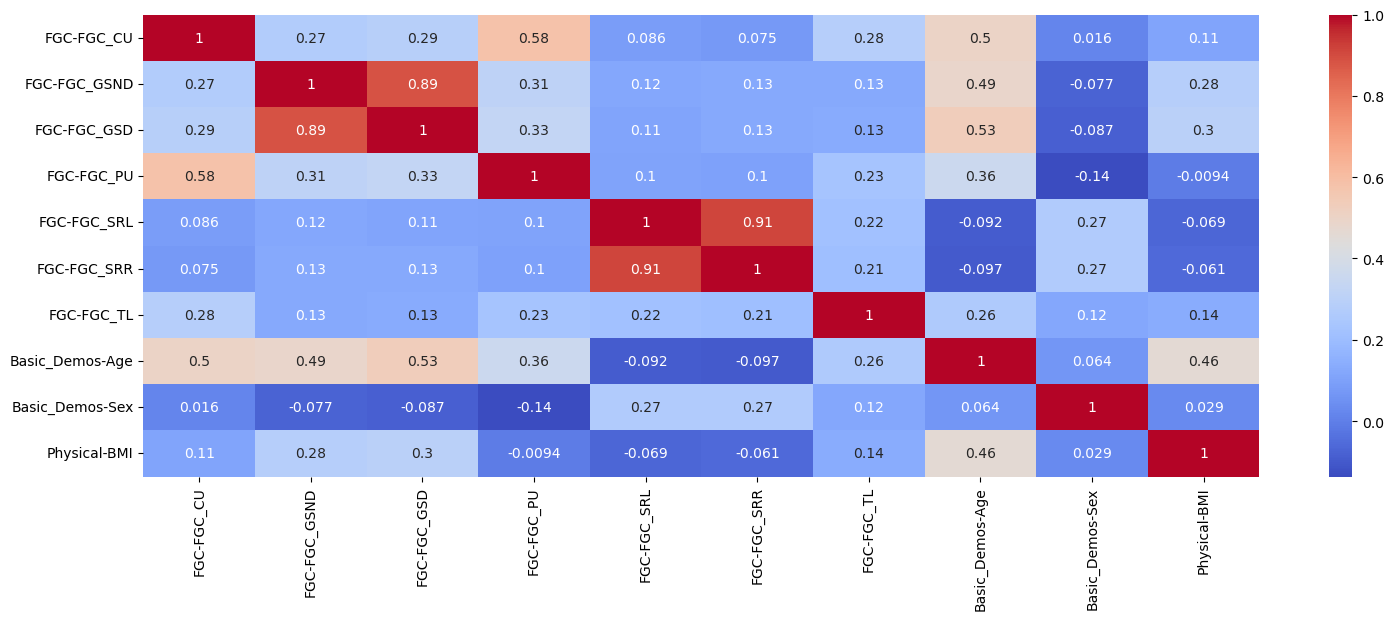 FGC-FGC_CU 1 0.27 0.29 0.58 0.086 0.075 0.28 0.5 0.016 0.11
FGC-FGC_GSND 0.27 1 0.89 0.31 0.12 0.13 0.13 0.49 -0.077 0.28
FGC-FGC_GSD 0.29 0.89 1 0.33 0.11 0.13 0.13 0.53 -0.087 0.3
FGC-FGC_PU 0.58 0.31 0.33 1 0.1 0.1 0.23 0.36 -0.14 -0.0094
FGC-FGC_SRL 0.086 0.12 0.11 0.1 1 0.91 0.22 -0.092 0.27 -0.069
FGC-FGC_SRR 0.075 0.13 0.13 0.1 0.91 1 0.21 -0.097 0.27 -0.061
FGC-FGC_TL 0.28 0.13 0.13 0.23 0.22 0.21 1 0.26 0.12 0.14
Basic_Demos-Age 0.5 0.49 0.53 0.36 -0.092 -0.097 0.26 1 0.064 0.46
Basic_Demos-Sex 0.016 -0.077 -0.087 -0.14 0.27 0.27 0.12 0.064 1 0.029
Physical-BMI 0.11 0.28 0.3 -0.0094 -0.069 -0.061 0.14 0.46 0.029 1
FGC-FGC_CU
FGC-FGC_GSND
FGC-FGC_GSD
FGC-FGC_PU
FGC-FGC_SRL
FGC-FGC_SRR
FGC-FGC_TL
Basic_Demos-Age
Basic_Demos-Sex
Physical-BMI
1.0
0.8
0.6
0.4
0.2
0.0